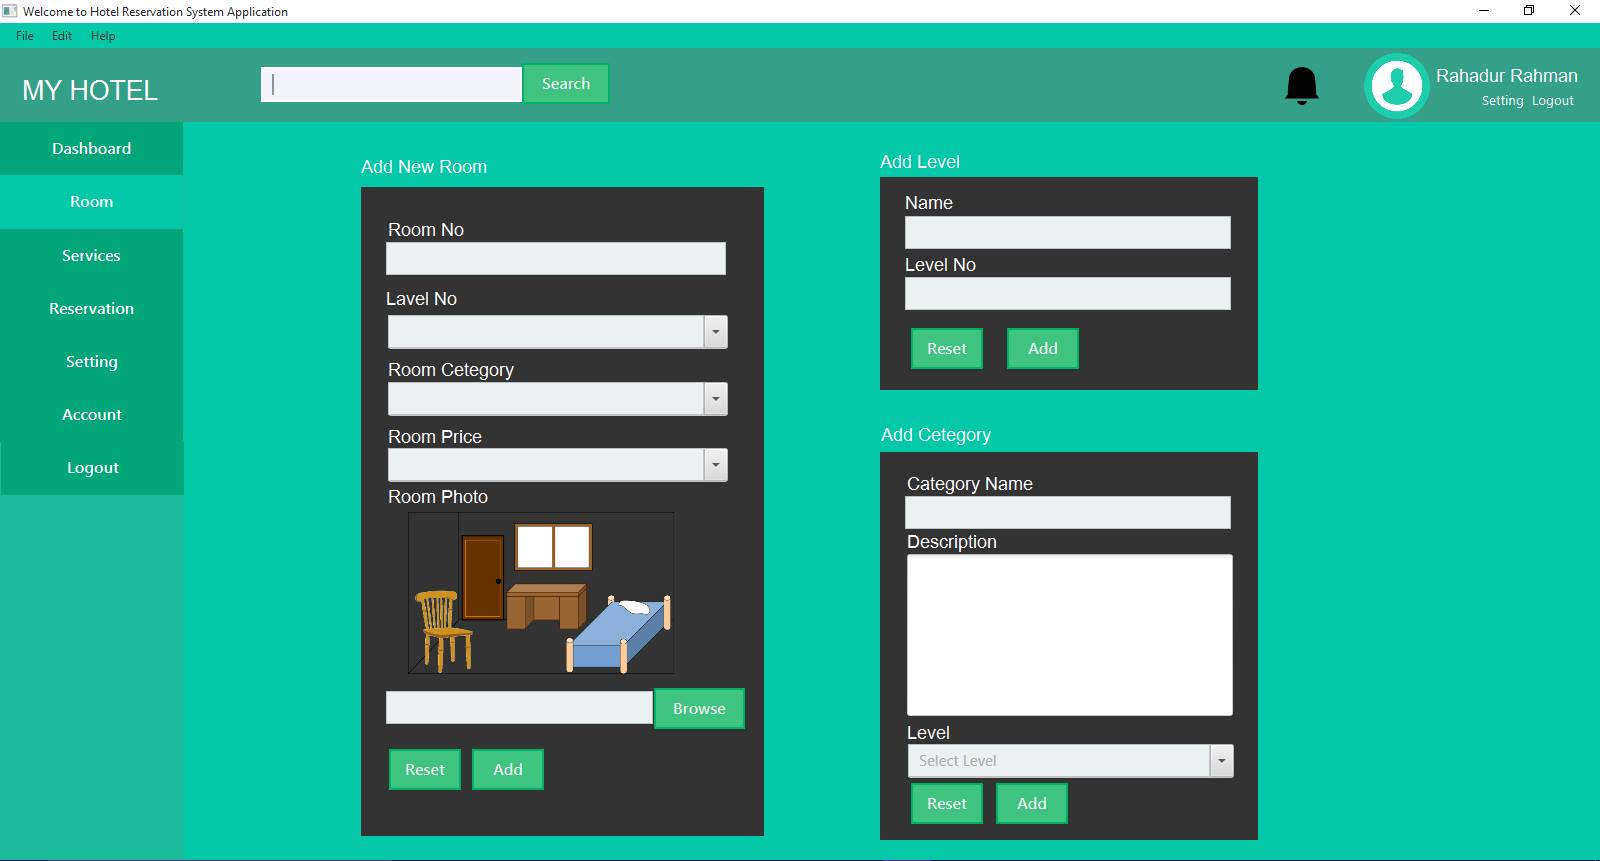 Welcome to Hotel Reservation System Application
File Edit Help
MY HOTEL
Search
Rahadur Rahman
Setting Logout
Dashboard
Room
Services
Reservation
Setting
Account
Logout
Add New Room
Room No
Lavel No
Room Cetegory
Room Price
Room Photo
Browse
Reset Add
Add Level
Name
Level No
Reset Add
Add Cetegory
Category Name
Description
Level
Select Level
Reset Add